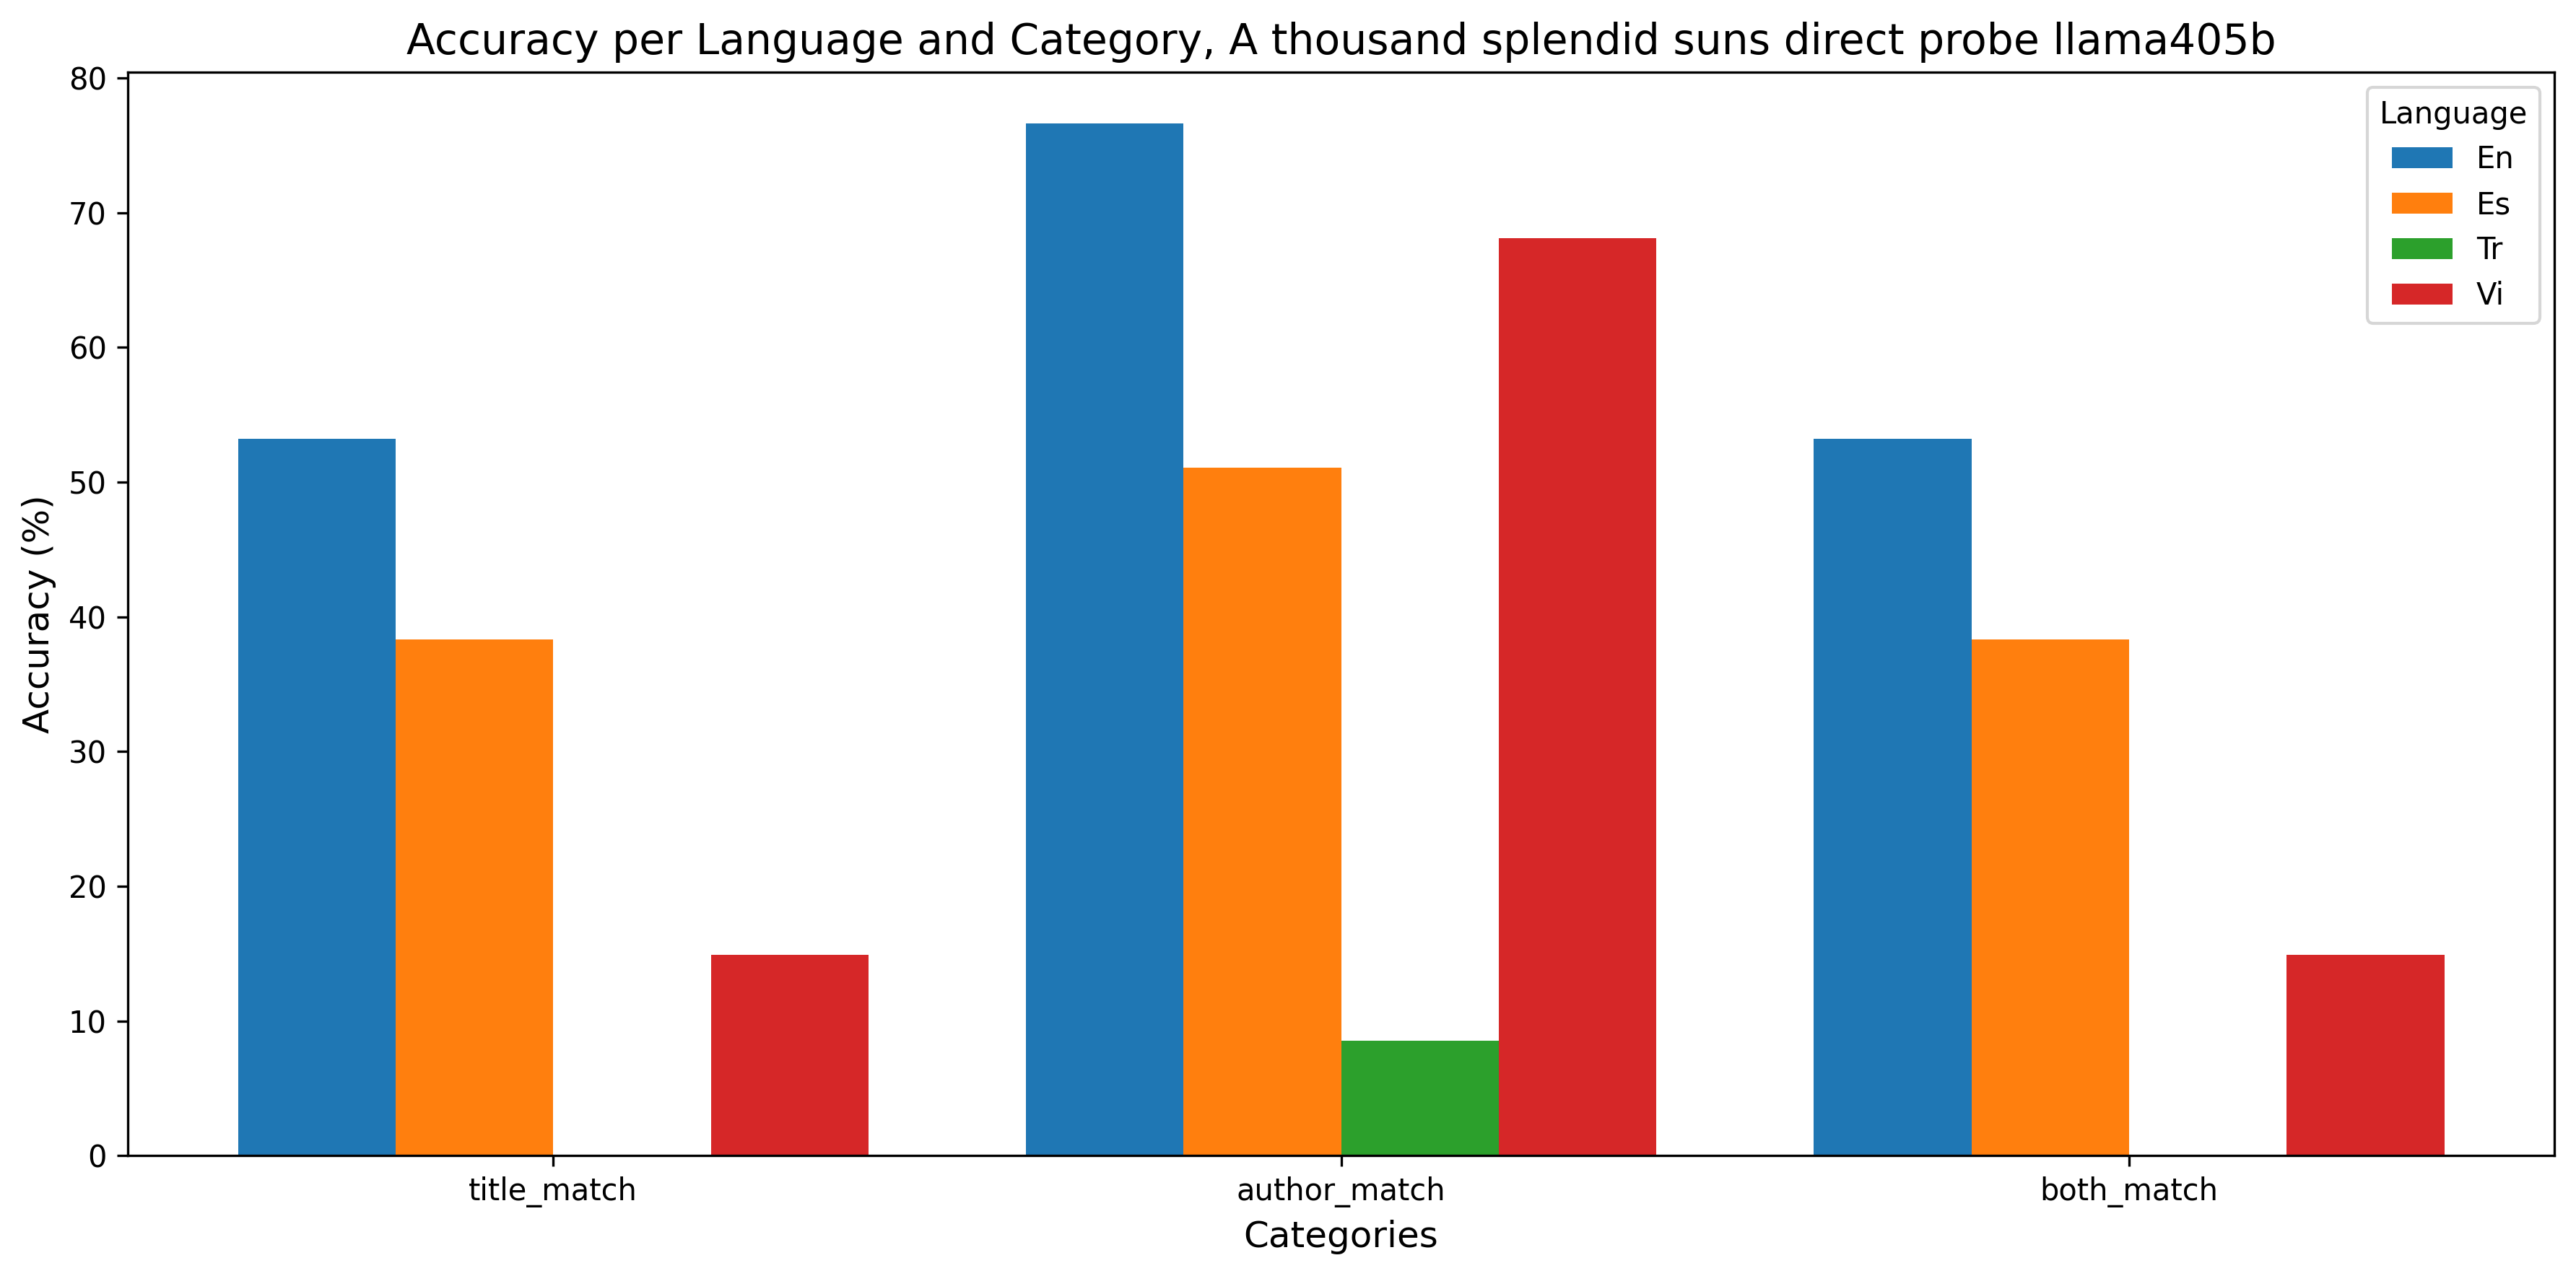 Accuracy per Language and Category, A thousand splendid suns direct probe llama405b
Language
En
Es
Tr
Vi
Accuracy (%)
80
70
60
50
40
30
20
10
0
title_match
author_match
both_match
Categories